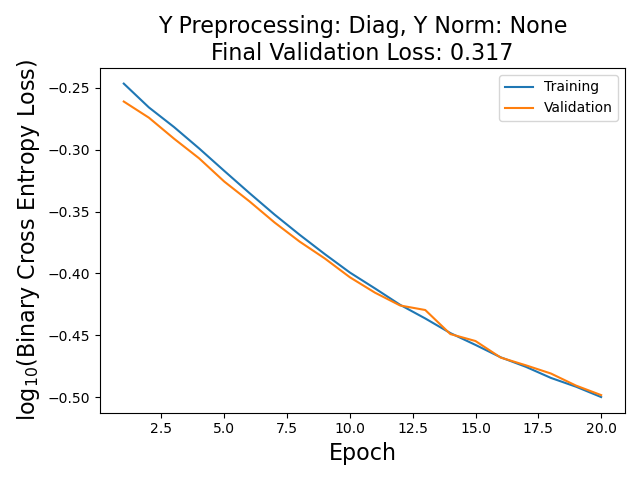 Y Preprocessing: Diag, Y Norm: None
Final Validation Loss: 0.317
Training
Validation
log₁₀(Binary Cross Entropy Loss)
−0.25
−0.30
−0.35
−0.40
−0.45
−0.50
2.5 5.0 7.5 10.0 12.5 15.0 17.5 20.0
Epoch